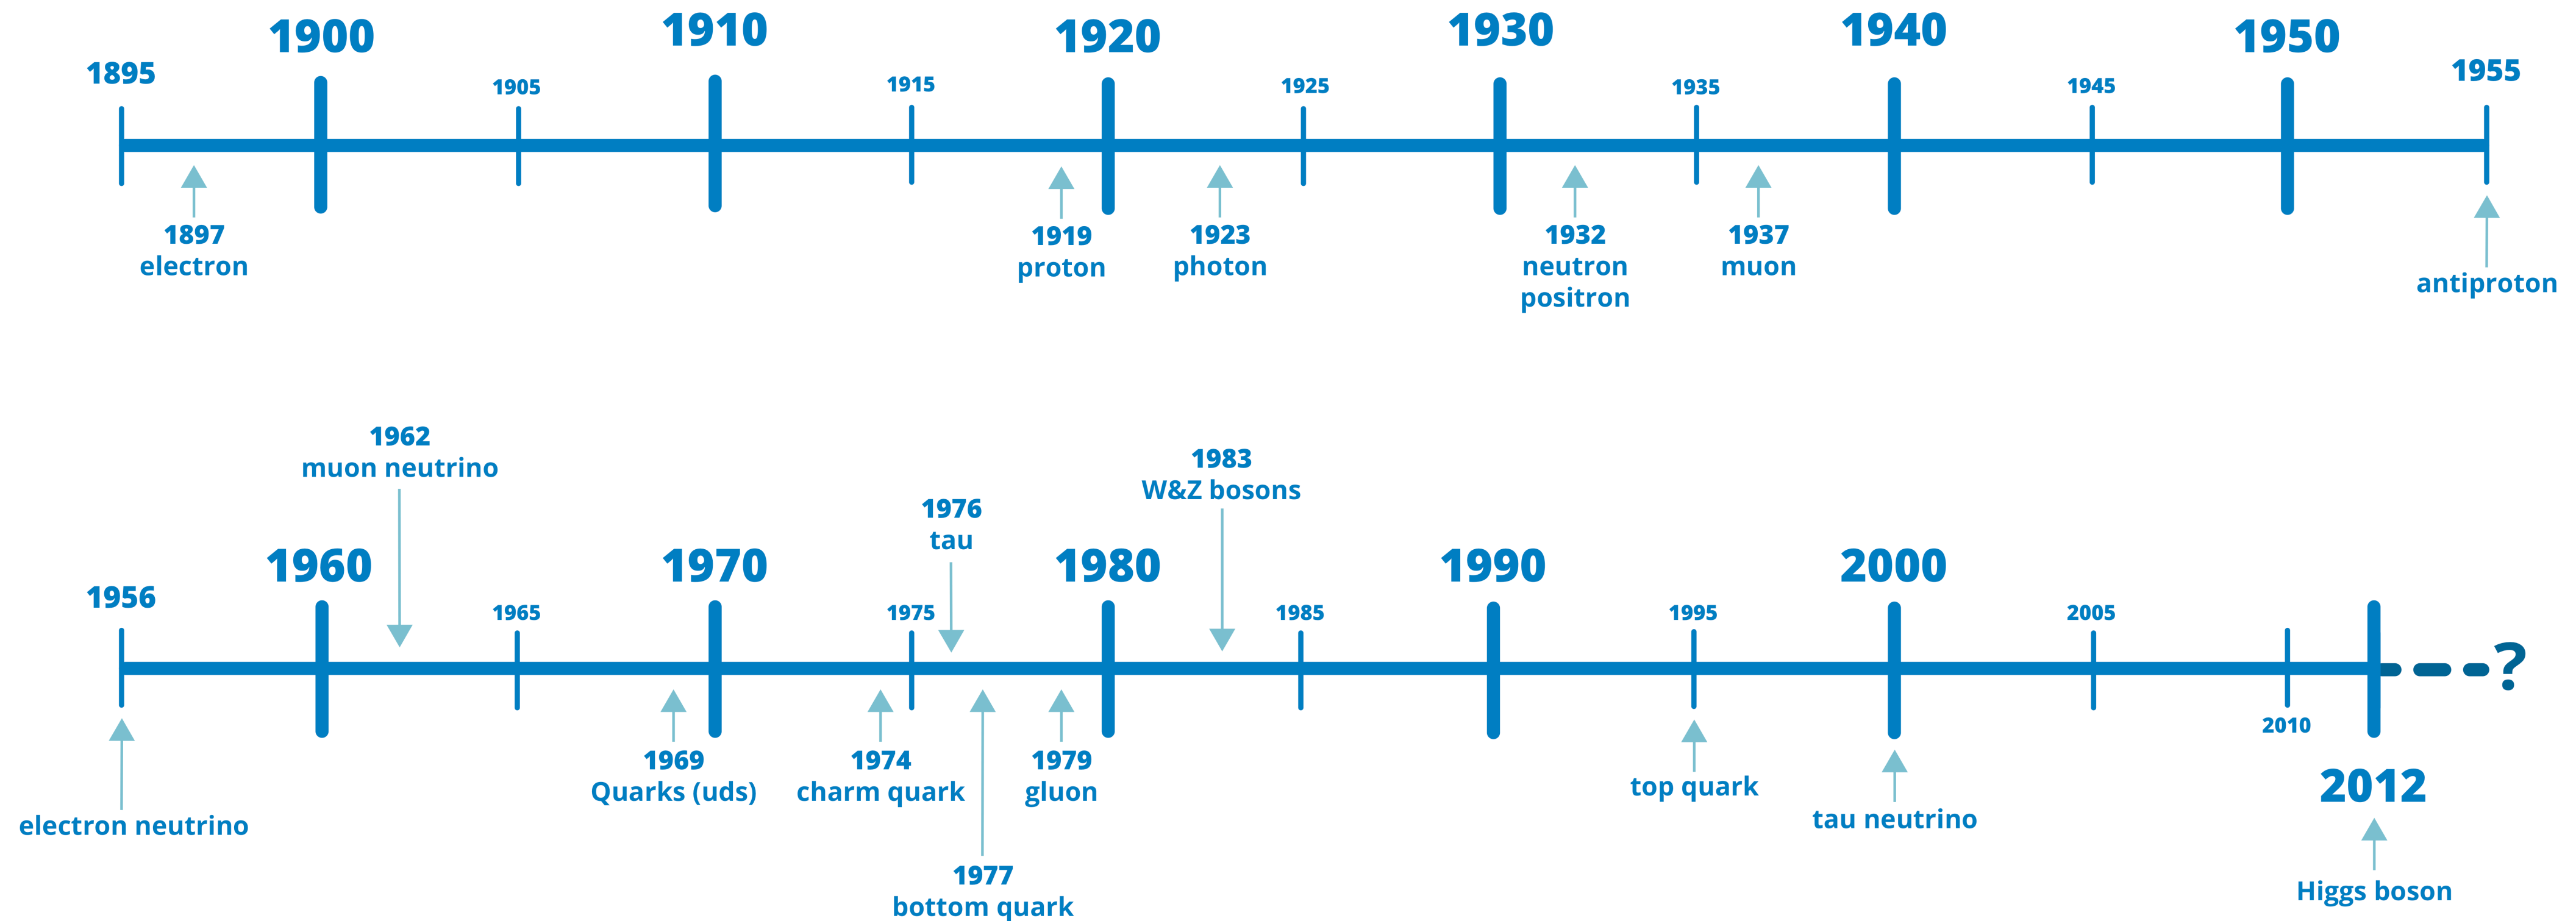 1895
1900
1905
1910
1915
1920
1925
1930
1935
1940
1945
1950
1955
1897
electron
1919
proton
1923
photon
1932
neutron
positron
1937
muon
antiproton
1962
muon neutrino
1976
tau
1983
W&Z bosons
1956
1960
1965
1970
1975
1980
1985
1990
1995
2000
2005
2010
2012
?
electron neutrino
1969
Quarks (uds)
1974
charm quark
1977
bottom quark
1979
gluon
top quark
tau neutrino
Higgs boson